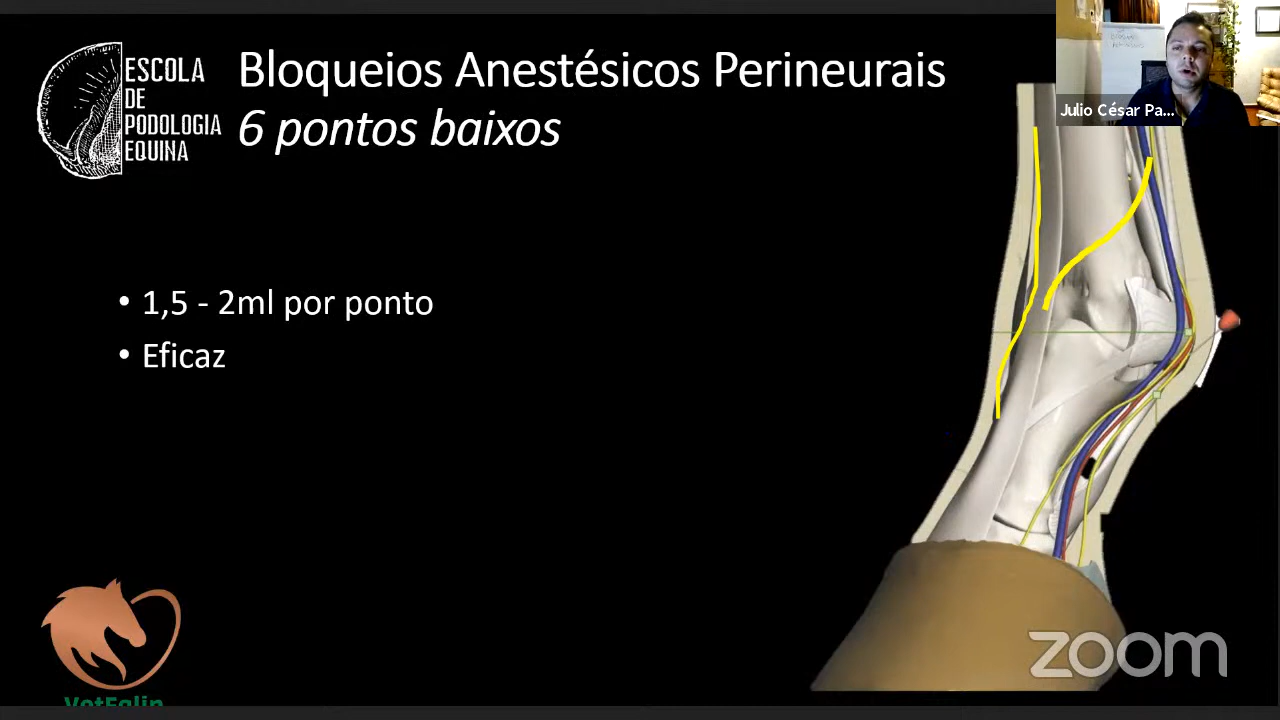 ESCOLA
DE
PODOLOGIA
EQUINA
Bloqueios Anestésicos Perineurais
6 pontos baixos
Julio César Pa...
• 1,5 - 2ml por ponto
• Eficaz
zoom